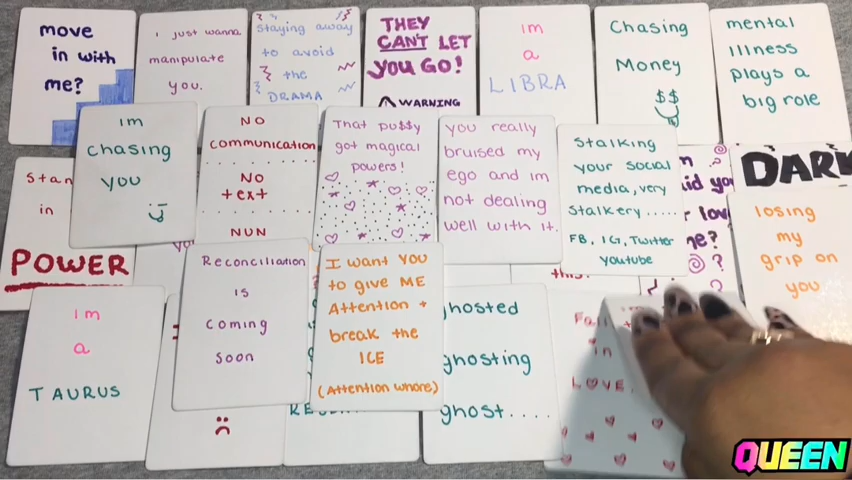 move
in with
me?
i just wanna
manipulate
you.
staying away
to avoid
the
DRAMA
THEY
CAN'T LET
YOU GO!
WARNING
im
a
LIBRA
Chasing
Money
$$
mental
illness
plays a
big role
im
chasing
you
NO
communication
NO
text
NUN
That pu$$y
got magical
powers!
you really
bruised my
ego and im
not dealing
well with it.
Stalking
your social
media, very
Stalkery.....
FB, IG, Twitter
youtube
DARK
in
POWER
this.
losing
my
grip on
you
Reconciliation
is
coming
soon
I want YOU
to give ME
Attention +
break the
ICE
(Attention whore)
ghosted
ghosting
ghost....
im
a
TAURUS
in
LOVE
QUEEN